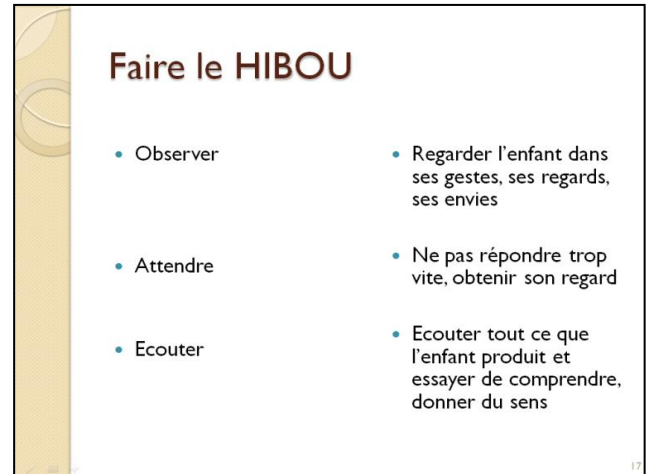 Faire le HIBOU
• Observer
• Regarder l'enfant dans
ses gestes, ses regards,
ses envies
• Attendre
• Ne pas répondre trop
vite, obtenir son regard
• Ecouter
• Ecouter tout ce que
l'enfant produit et
essayer de comprendre,
donner du sens
17